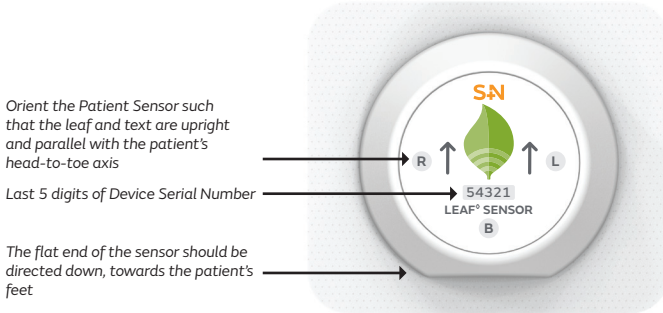 Orient the Patient Sensor such
that the leaf and text are upright
and parallel with the patient's
head-to-toe axis
Last 5 digits of Device Serial Number
The flat end of the sensor should be
directed down, towards the patient's
feet
S+N
R
L
54321
LEAF◊ SENSOR
B